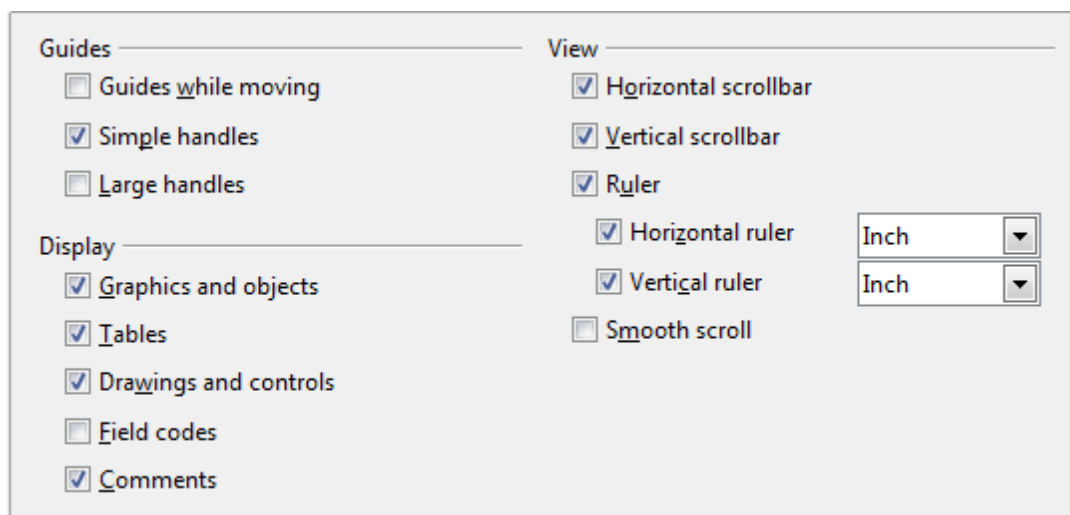 Guides
Guides while moving
Simple handles
Large handles
Display
Graphics and objects
Tables
Drawings and controls
Field codes
Comments
View
Horizontal scrollbar
Vertical scrollbar
Ruler
Horizontal ruler Inch
Vertical ruler Inch
Smooth scroll